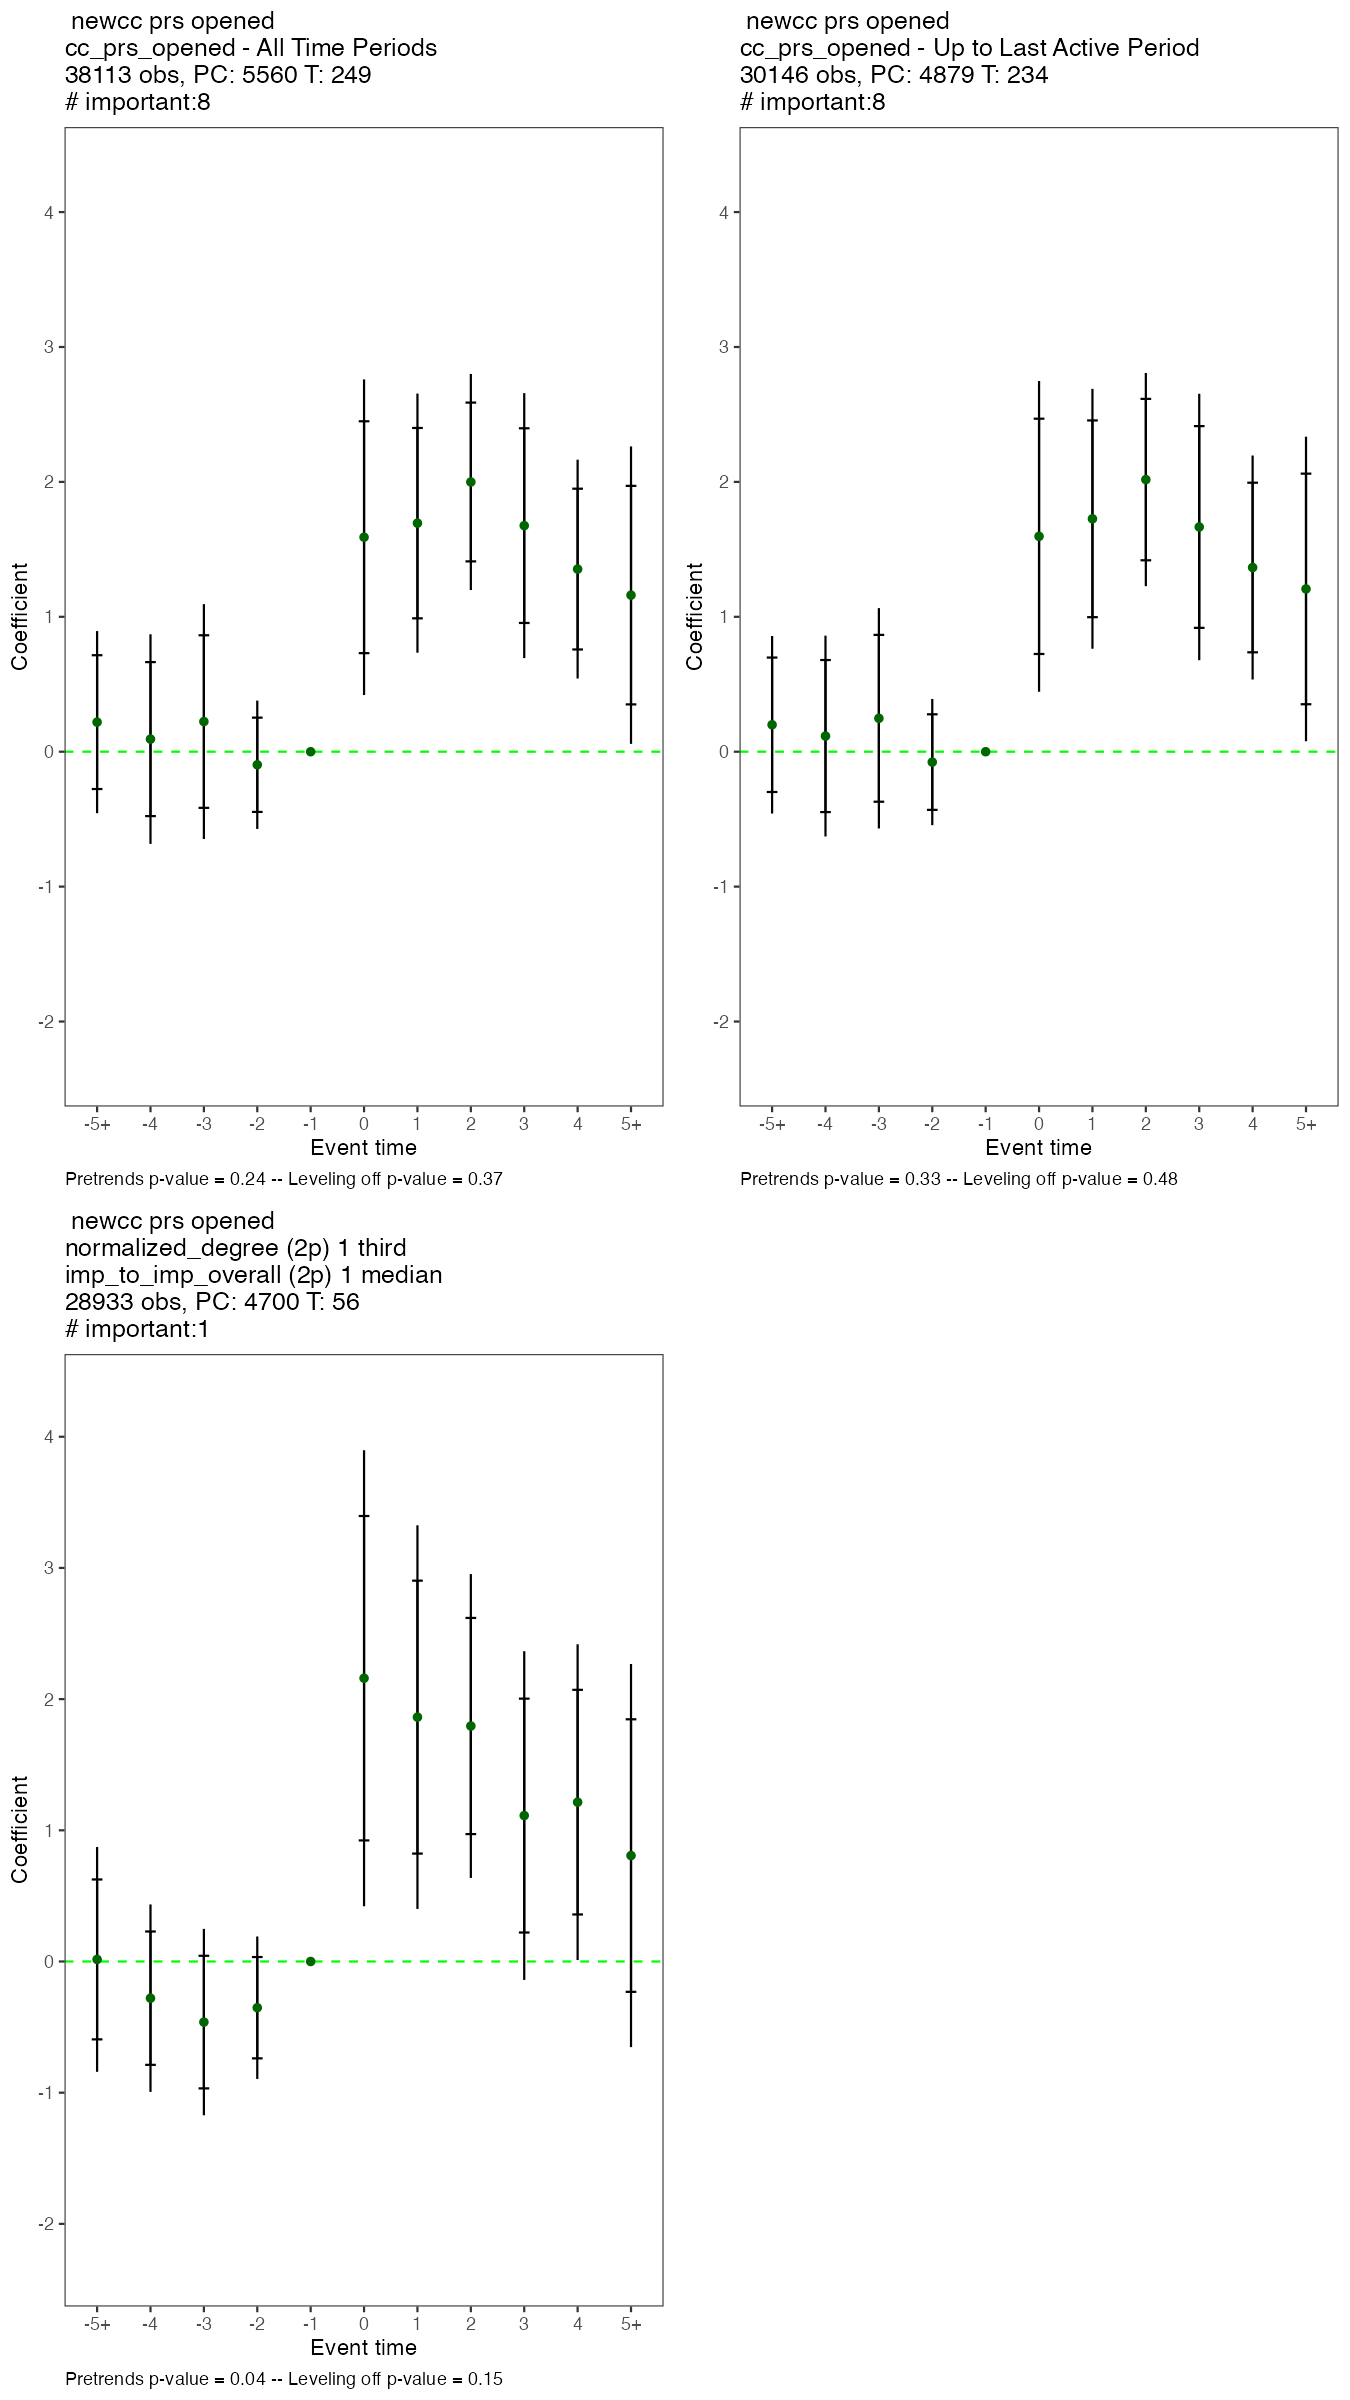 newcc prs opened
cc_prs_opened - All Time Periods
38113 obs, PC: 5560 T: 249
# important:8
4
3
2
1
0
-1
-2
Coefficient
-5+ -4 -3 -2 -1 0 1 2 3 4 5+
Event time
Pretrends p-value = 0.24 -- Leveling off p-value = 0.37
newcc prs opened
cc_prs_opened - Up to Last Active Period
30146 obs, PC: 4879 T: 234
# important:8
4
3
2
1
0
-1
-2
Coefficient
-5+ -4 -3 -2 -1 0 1 2 3 4 5+
Event time
Pretrends p-value = 0.33 -- Leveling off p-value = 0.48
newcc prs opened
normalized_degree (2p) 1 third
imp_to_imp_overall (2p) 1 median
28933 obs, PC: 4700 T: 56
# important:1
4
3
2
1
0
-1
-2
Coefficient
-5+ -4 -3 -2 -1 0 1 2 3 4 5+
Event time
Pretrends p-value = 0.04 -- Leveling off p-value = 0.15